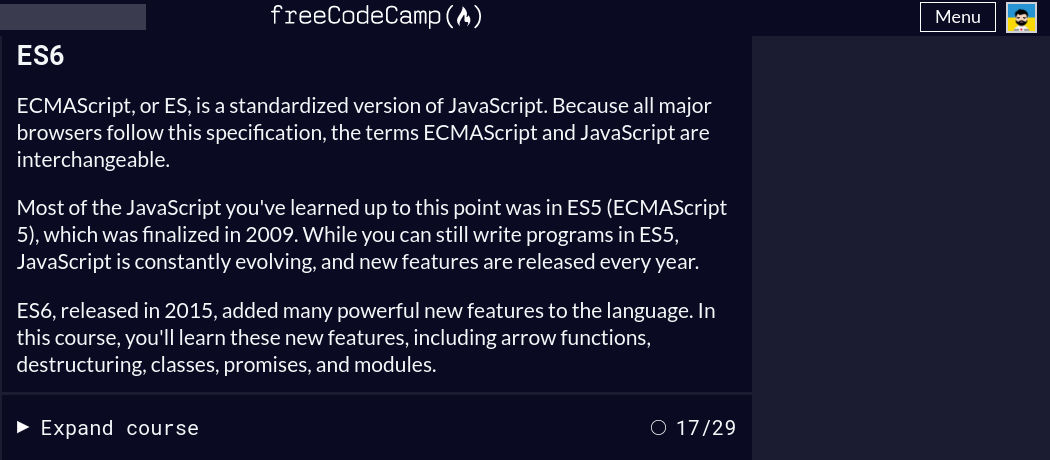 freeCodeCamp(🔥)
Menu
ES6
ECMAScript, or ES, is a standardized version of JavaScript. Because all major
browsers follow this specification, the terms ECMAScript and JavaScript are
interchangeable.
Most of the JavaScript you've learned up to this point was in ES5 (ECMAScript
5), which was finalized in 2009. While you can still write programs in ES5,
JavaScript is constantly evolving, and new features are released every year.
ES6, released in 2015, added many powerful new features to the language. In
this course, you'll learn these new features, including arrow functions,
destructuring, classes, promises, and modules.
Expand course 17/29